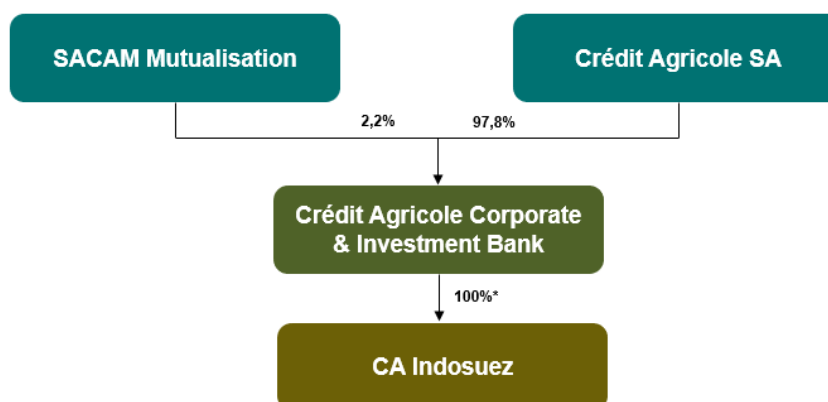 SACAM Mutualisation
Crédit Agricole SA
2,2%
97,8%
Crédit Agricole Corporate
& Investment Bank
100%*
CA Indosuez